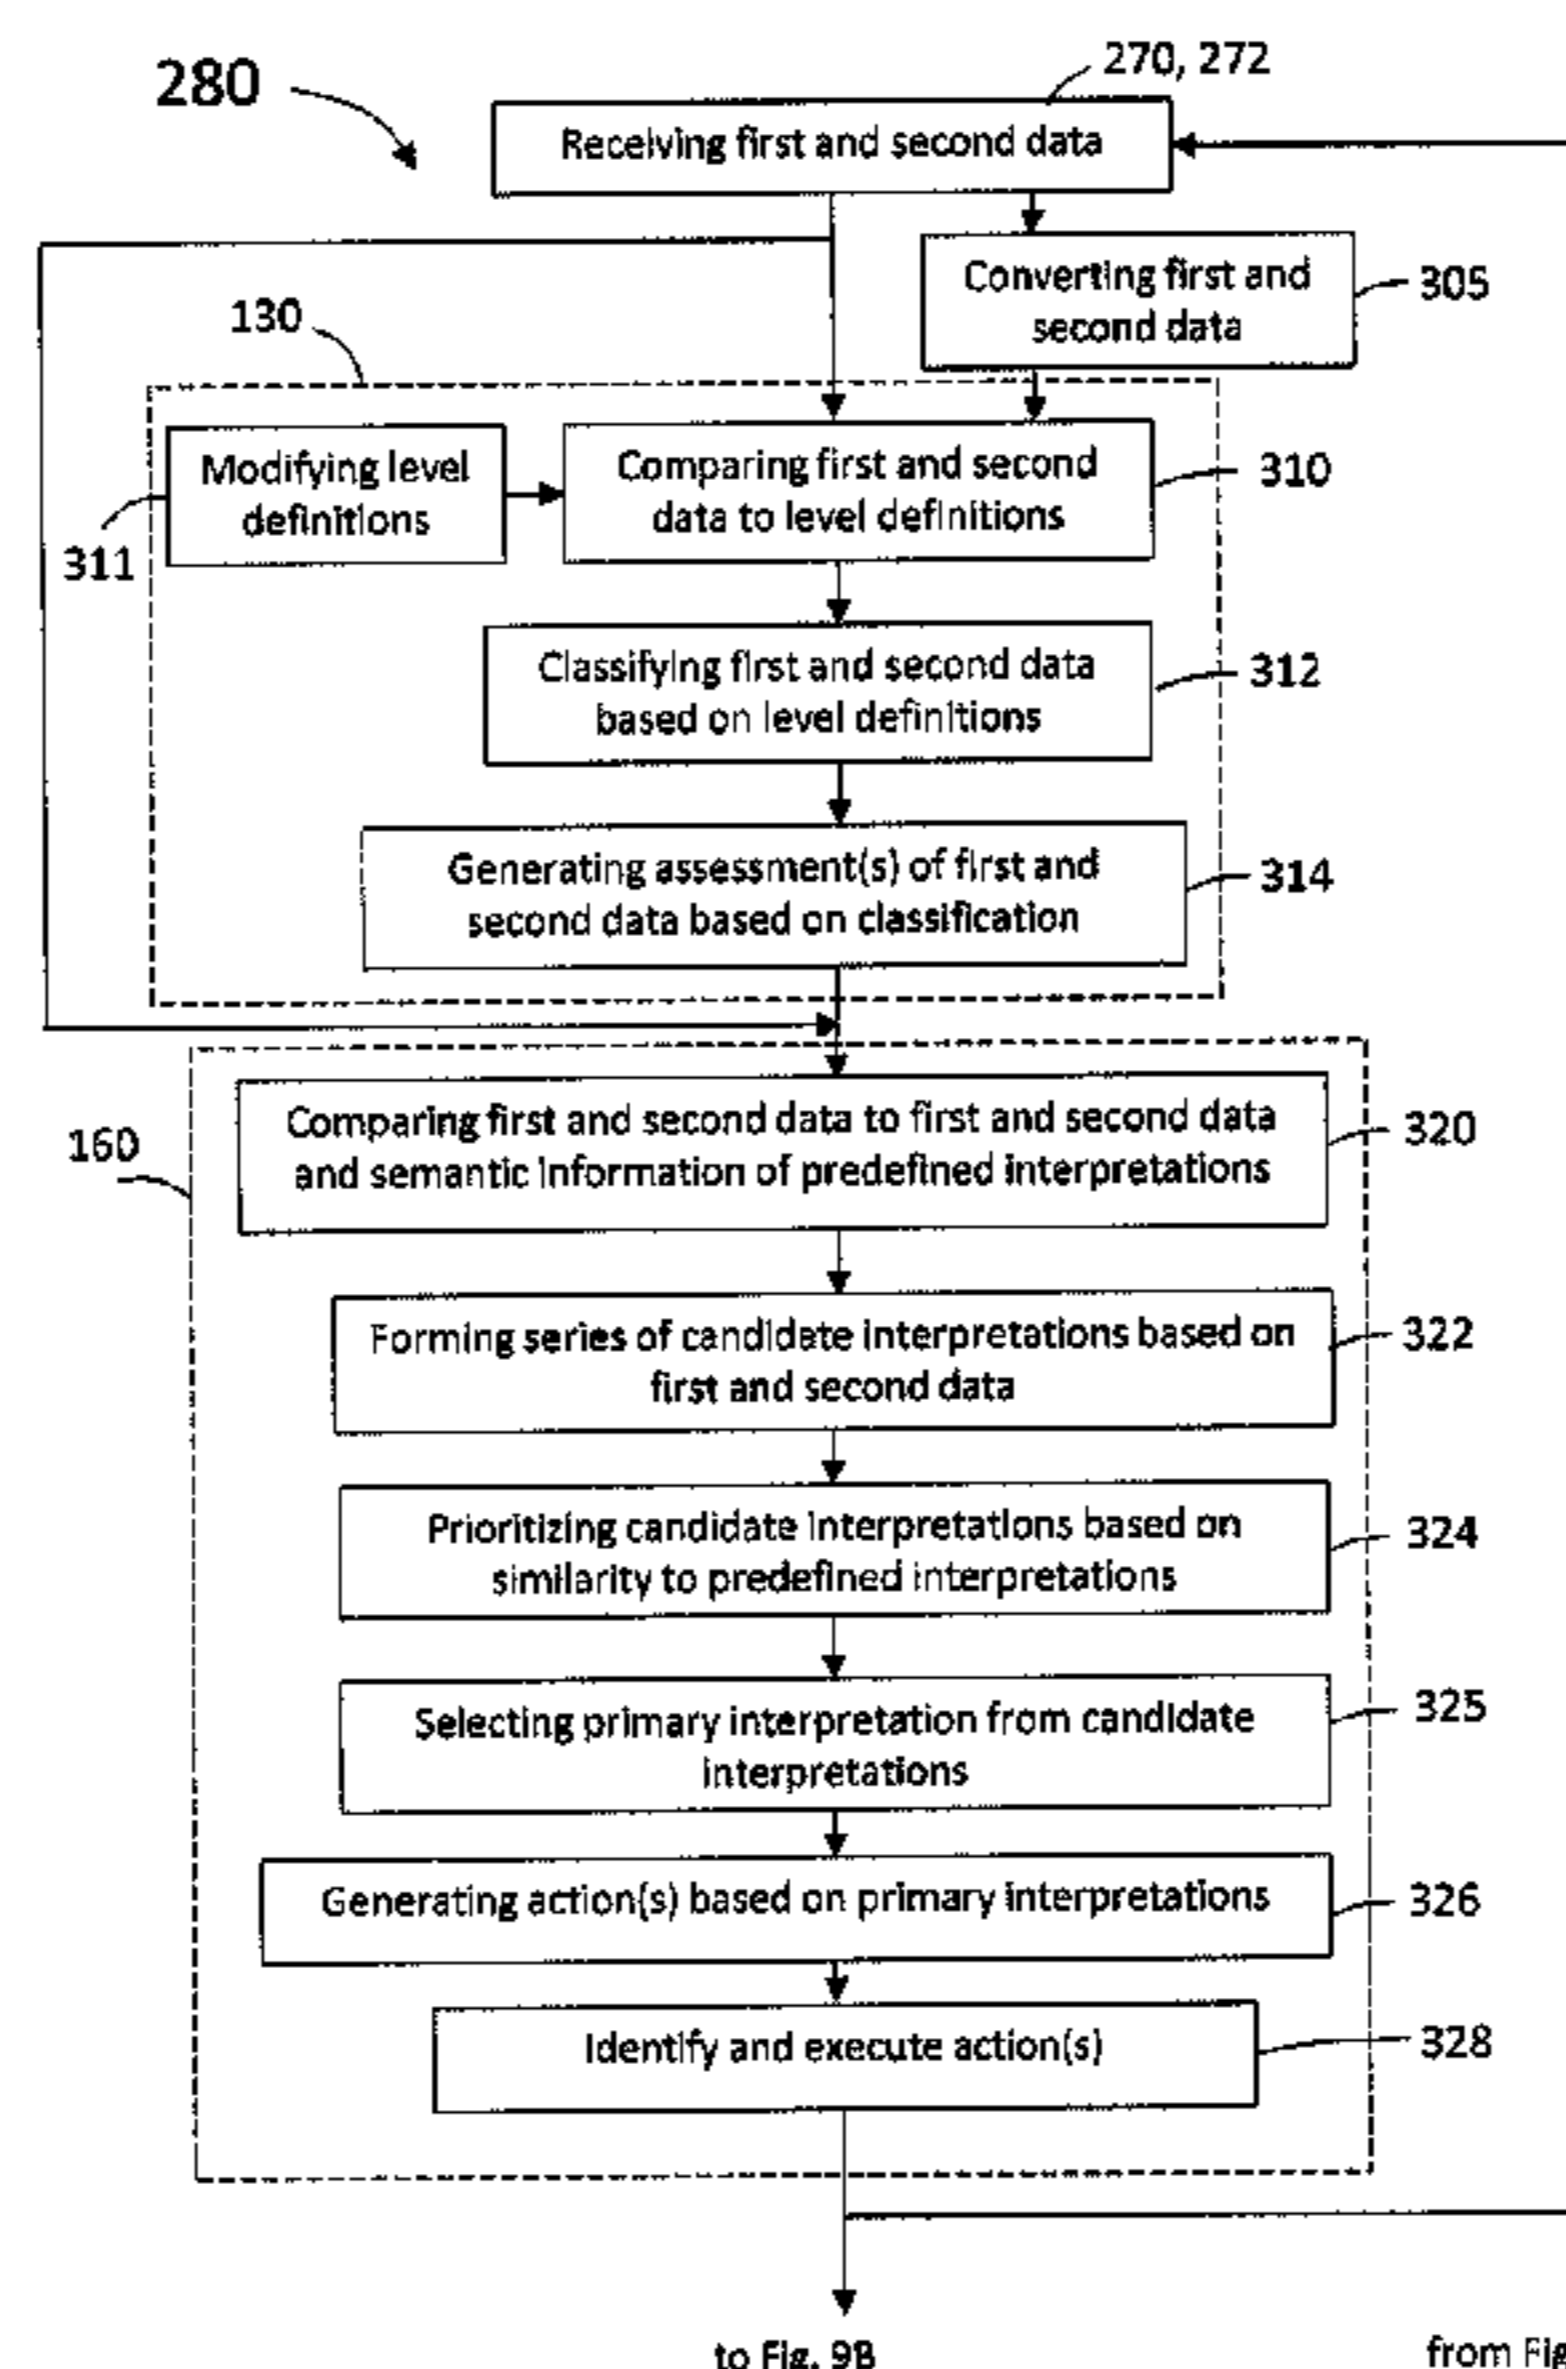 280
270, 272
Receiving first and second data
Converting first and
second data
305
130
Modifying level
definitions
311
Comparing first and second
data to level definitions
310
Classifying first and second data
based on level definitions
312
Generating assessment(s) of first and
second data based on classification
314
160
Comparing first and second data to first and second data
and semantic information of predefined interpretations
320
Forming series of candidate interpretations based on
first and second data
322
Prioritizing candidate interpretations based on
similarity to predefined interpretations
324
Selecting primary interpretation from candidate
interpretations
325
Generating action(s) based on primary interpretations
326
Identify and execute action(s)
328
to Fig. 9B
from Fig